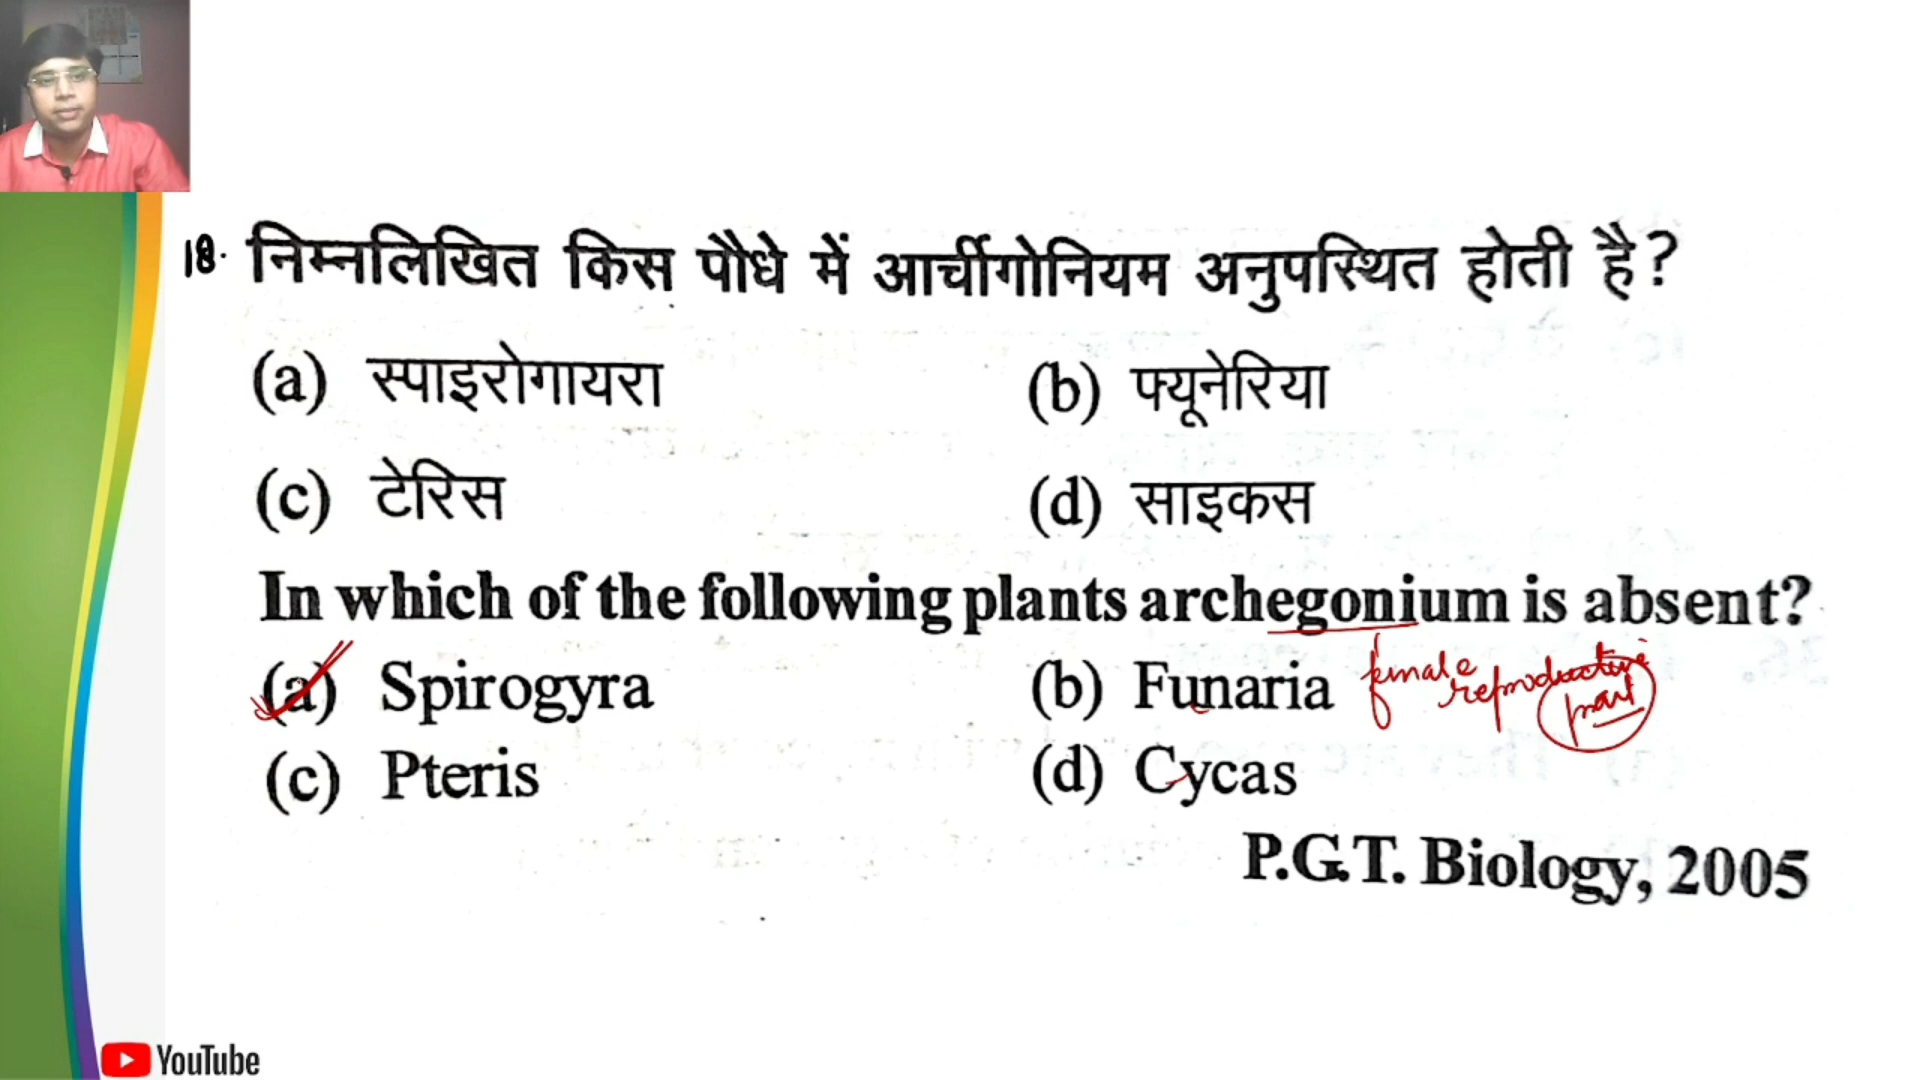 18. निम्नलिखित किस पौधे में आर्चीगोनियम अनुपस्थित होती है?
(a) स्पाइरोगायरा (b) फ्यूनेरिया
(c) टेरिस (d) साइकस
In which of the following plants archegonium is absent?
(a) Spirogyra (b) Funaria female reproductive part
(c) Pteris (d) Cycas
P.G.T. Biology, 2005
YouTube